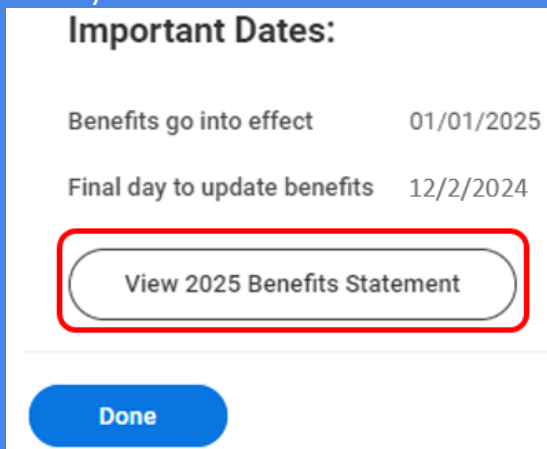 Important Dates:
Benefits go into effect 01/01/2025
Final day to update benefits 12/2/2024
View 2025 Benefits Statement
Done